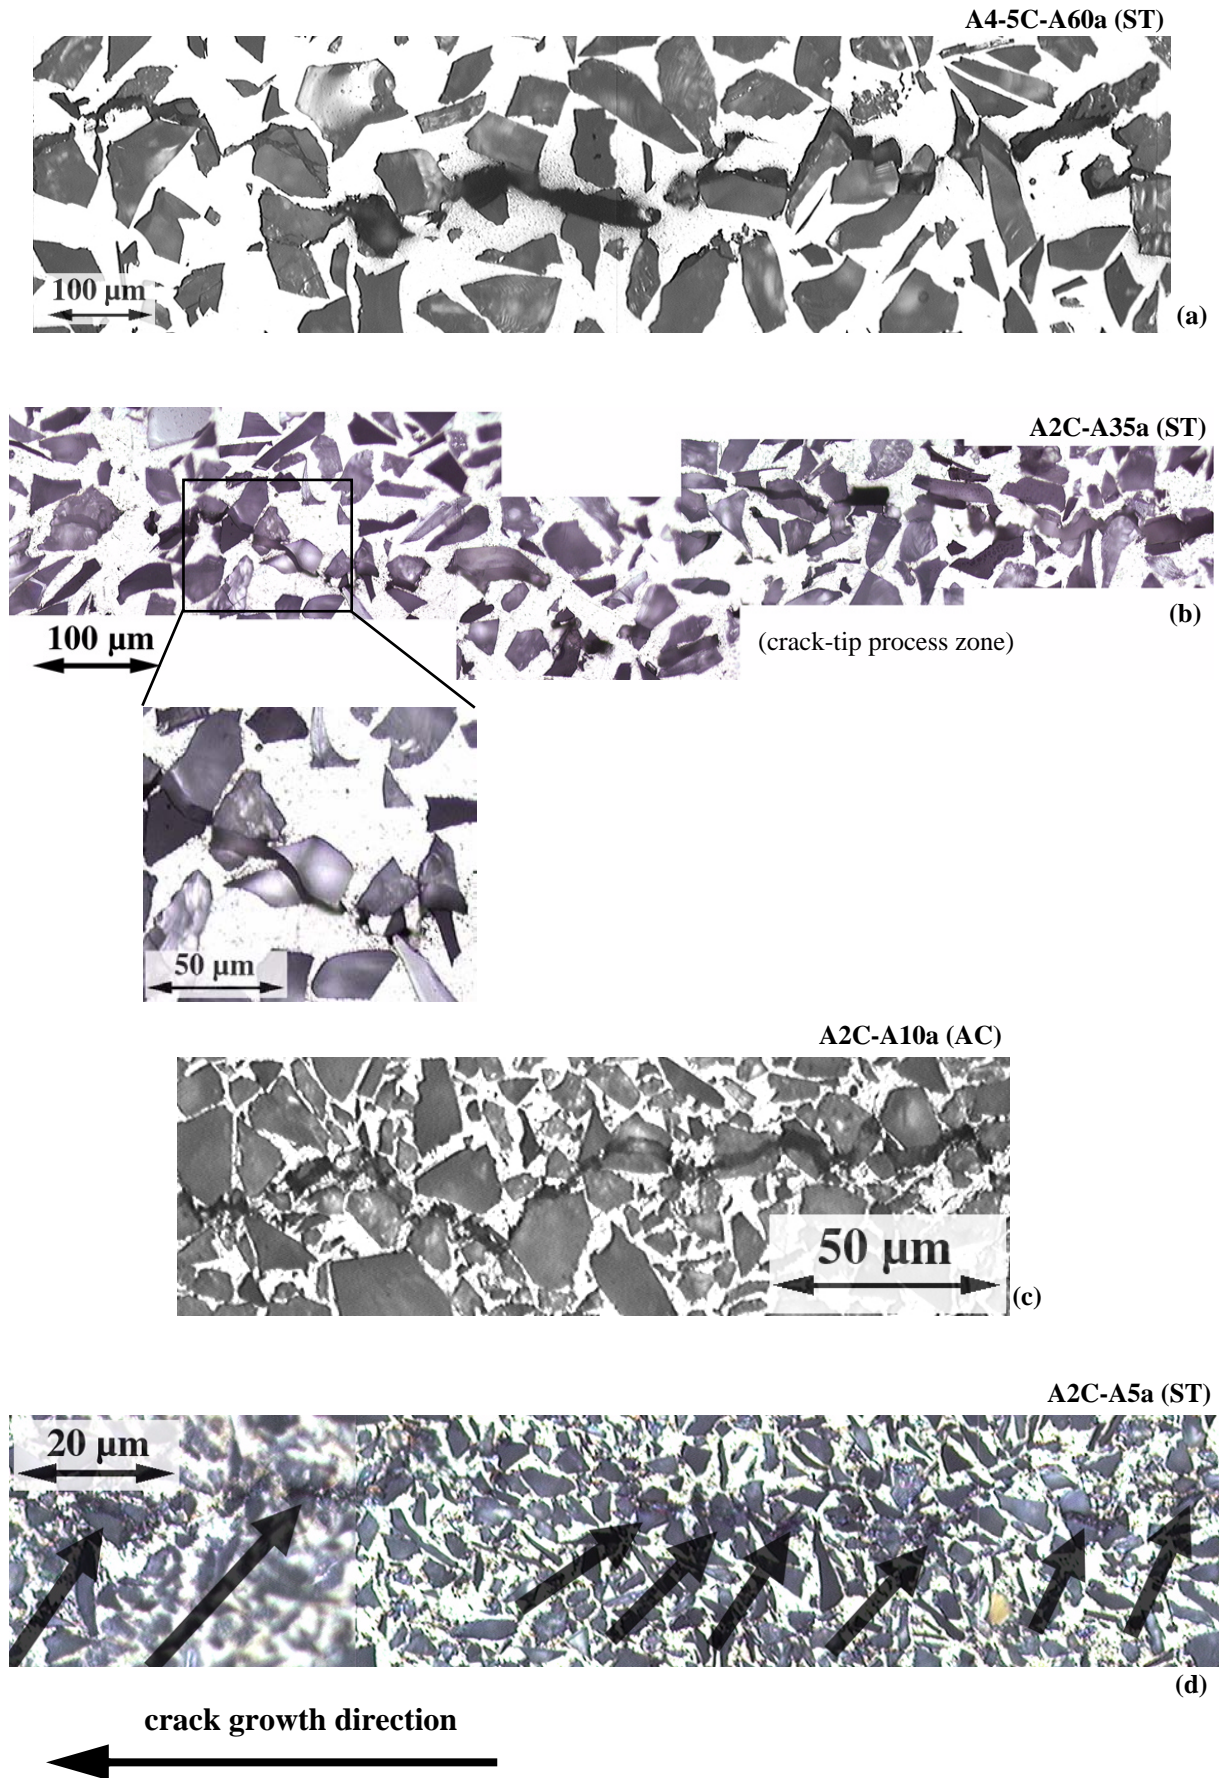 A4-5C-A60a (ST)
100 µm
(a)
A2C-A35a (ST)
(b)
100 µm
(crack-tip process zone)
50 µm
A2C-A10a (AC)
50 µm
(c)
A2C-A5a (ST)
20 µm
(d)
crack growth direction